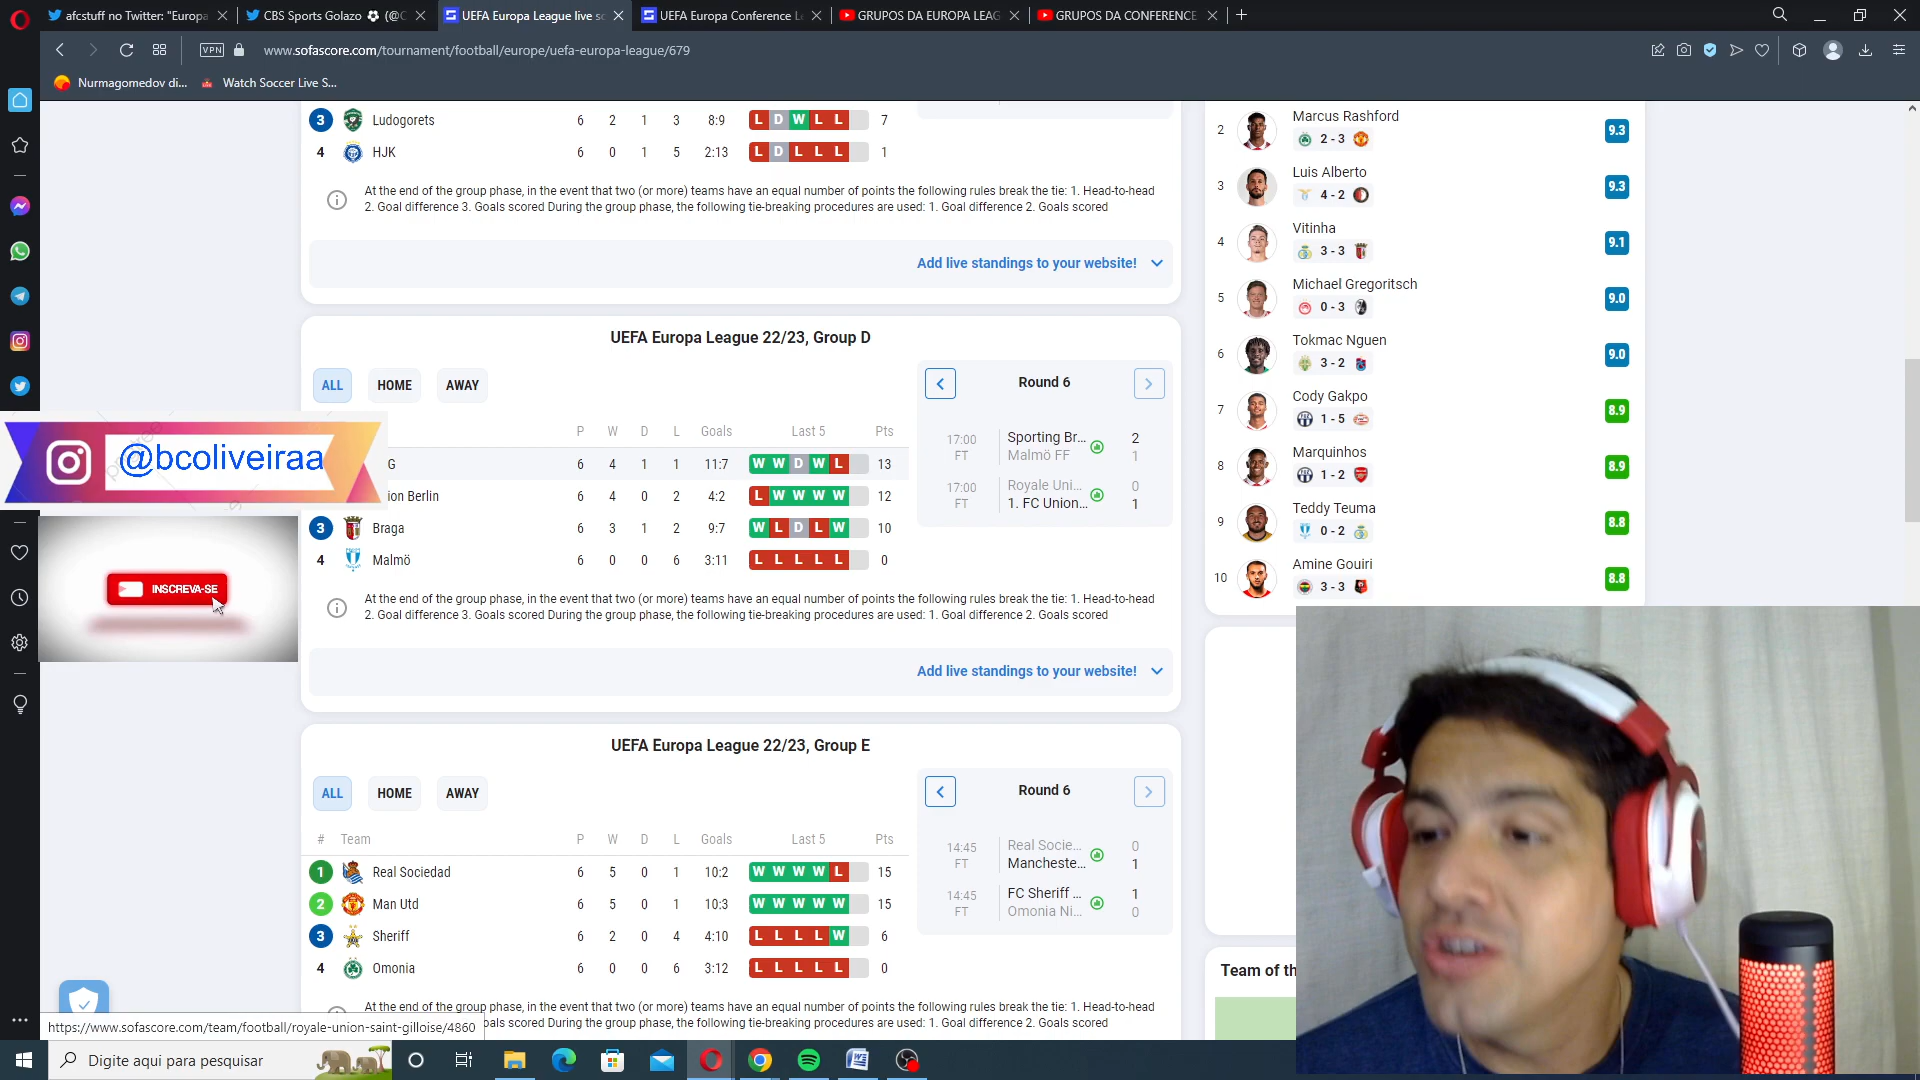 afcstuff no Twitter: "Europa
CBS Sports Golazo ⚽ (@C
UEFA Europa League live sc
UEFA Europa Conference L
GRUPOS DA EUROPA LEAG
GRUPOS DA CONFERENCE
VPN
www.sofascore.com/tournament/football/europe/uefa-europa-league/679
Nurmagomedov di...
Watch Soccer Live S...
3 Ludogorets 6 2 1 3 8:9 L D W L L 7
4 HJK 6 0 1 5 2:13 L D L L L 1
At the end of the group phase, in the event that two (or more) teams have an equal number of points the following rules break the tie: 1. Head-to-head
2. Goal difference 3. Goals scored During the group phase, the following tie-breaking procedures are used: 1. Goal difference 2. Goals scored
Add live standings to your website!
UEFA Europa League 22/23, Group D
ALL HOME AWAY
P W D L Goals Last 5 Pts
G 6 4 1 1 11:7 W W D W L 13
ion Berlin 6 4 0 2 4:2 L W W W W 12
3 Braga 6 3 1 2 9:7 W L D L W 10
4 Malmö 6 0 0 6 3:11 L L L L L 0
Round 6
17:00 Sporting Br... 2
FT Malmö FF 1
17:00 Royale Uni... 0
FT 1. FC Union... 1
At the end of the group phase, in the event that two (or more) teams have an equal number of points the following rules break the tie: 1. Head-to-head
2. Goal difference 3. Goals scored During the group phase, the following tie-breaking procedures are used: 1. Goal difference 2. Goals scored
Add live standings to your website!
UEFA Europa League 22/23, Group E
ALL HOME AWAY
# Team P W D L Goals Last 5 Pts
1 Real Sociedad 6 5 0 1 10:2 W W W W L 15
2 Man Utd 6 5 0 1 10:3 W W W W W 15
3 Sheriff 6 2 0 4 4:10 L L L L W 6
4 Omonia 6 0 0 6 3:12 L L L L L 0
Round 6
14:45 Real Socie... 0
FT Mancheste... 1
14:45 FC Sheriff ... 1
FT Omonia Ni... 0
At the end of the group phase, in the event that two (or more) teams have an equal number of points the following rules break the tie: 1. Head-to-head
oals scored During the group phase, the following tie-breaking procedures are used: 1. Goal difference 2. Goals scored
2 Marcus Rashford 9.3
2 - 3
3 Luis Alberto 9.3
4 - 2
4 Vitinha 9.1
3 - 3
5 Michael Gregoritsch 9.0
0 - 3
6 Tokmac Nguen 9.0
3 - 2
7 Cody Gakpo 8.9
1 - 5
8 Marquinhos 8.9
1 - 2
9 Teddy Teuma 8.8
0 - 2
10 Amine Gouiri 8.8
3 - 3
Team of th
@bcoliveiraa
INSCREVA-SE
https://www.sofascore.com/team/football/royale-union-saint-gilloise/4860
Digite aqui para pesquisar